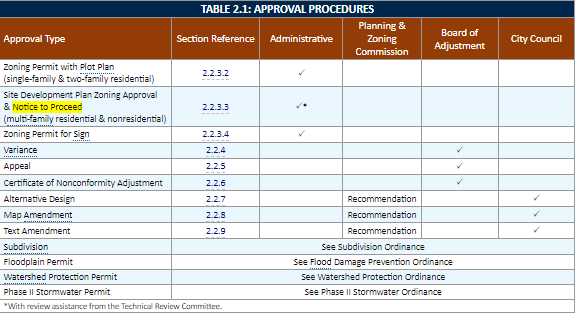 TABLE 2.1: APPROVAL PROCEDURES
Approval Type Section Reference Administrative Planning & Zoning Commission Board of Adjustment City Council
Zoning Permit with Plot Plan
(single-family & two-family residential) 2.2.3.2 ✓
Site Development Plan Zoning Approval
& Notice to Proceed
(multi-family residential & nonresidential) 2.2.3.3 ✓*
Zoning Permit for Sign 2.2.3.4 ✓
Variance 2.2.4 ✓
Appeal 2.2.5 ✓
Certificate of Nonconformity Adjustment 2.2.6 ✓
Alternative Design 2.2.7 Recommendation ✓
Map Amendment 2.2.8 Recommendation ✓
Text Amendment 2.2.9 Recommendation ✓
Subdivision See Subdivision Ordinance
Floodplain Permit See Flood Damage Prevention Ordinance
Watershed Protection Permit See Watershed Protection Ordinance
Phase II Stormwater Permit See Phase II Stormwater Ordinance
*With review assistance from the Technical Review Committee.